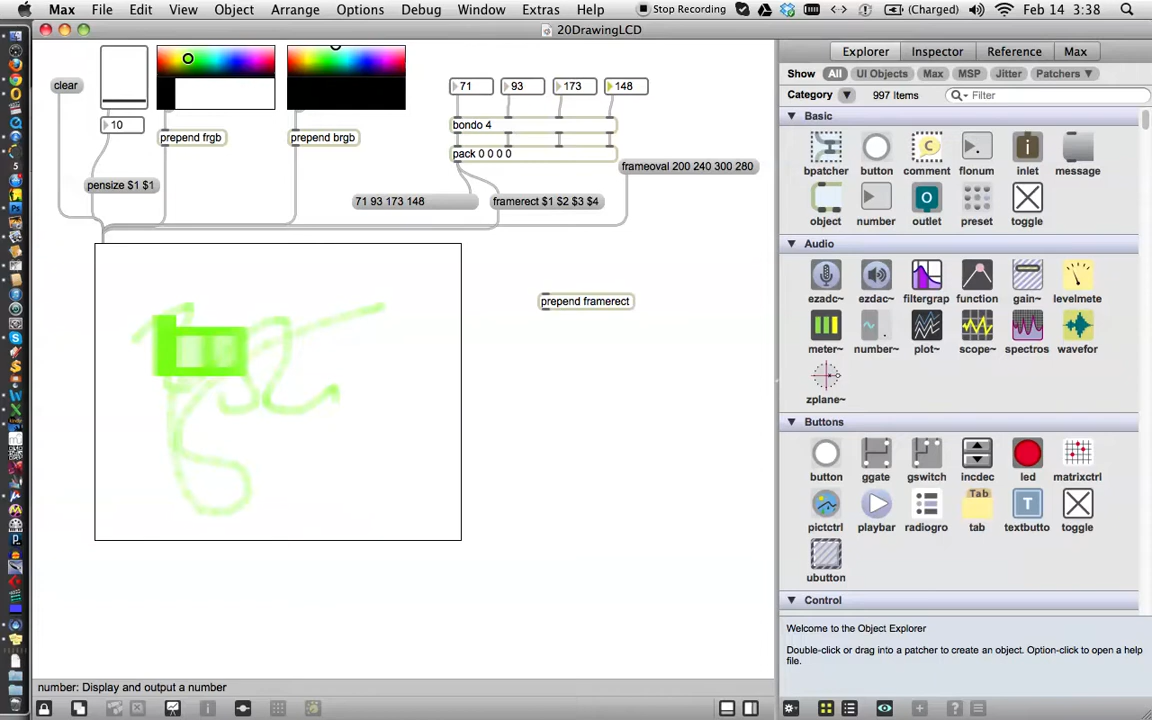 Max File Edit View Object Arrange Options Debug Window Extras Help Stop Recording (Charged) Feb 14 3:38
20DrawingLCD
clear
10
pensize $1 $1
prepend frgb
prepend brgb
71 93 173 148
bondo 4
pack 0 0 0 0
frameoval 200 240 300 280
71 93 173 148
framerect $1 $2 $3 $4
prepend framerect
Explorer Inspector Reference Max
Show All UI Objects Max MSP Jitter Patchers ▼
Category ▼ 997 Items Filter
Basic
bpatcher button comment flonum inlet message
object number outlet preset toggle
Audio
ezadc~ ezdac~ filtergrap function gain~ levelmete
meter~ number~ plot~ scope~ spectros wavefor
zplane~
Buttons
button ggate gswitch incdec led matrixctrl
Tab
pictctrl playbar radiogro tab textbutto toggle
ubutton
Control
Welcome to the Object Explorer
Double-click or drag into a patcher to create an object. Option-click to open a help
file.
number: Display and output a number